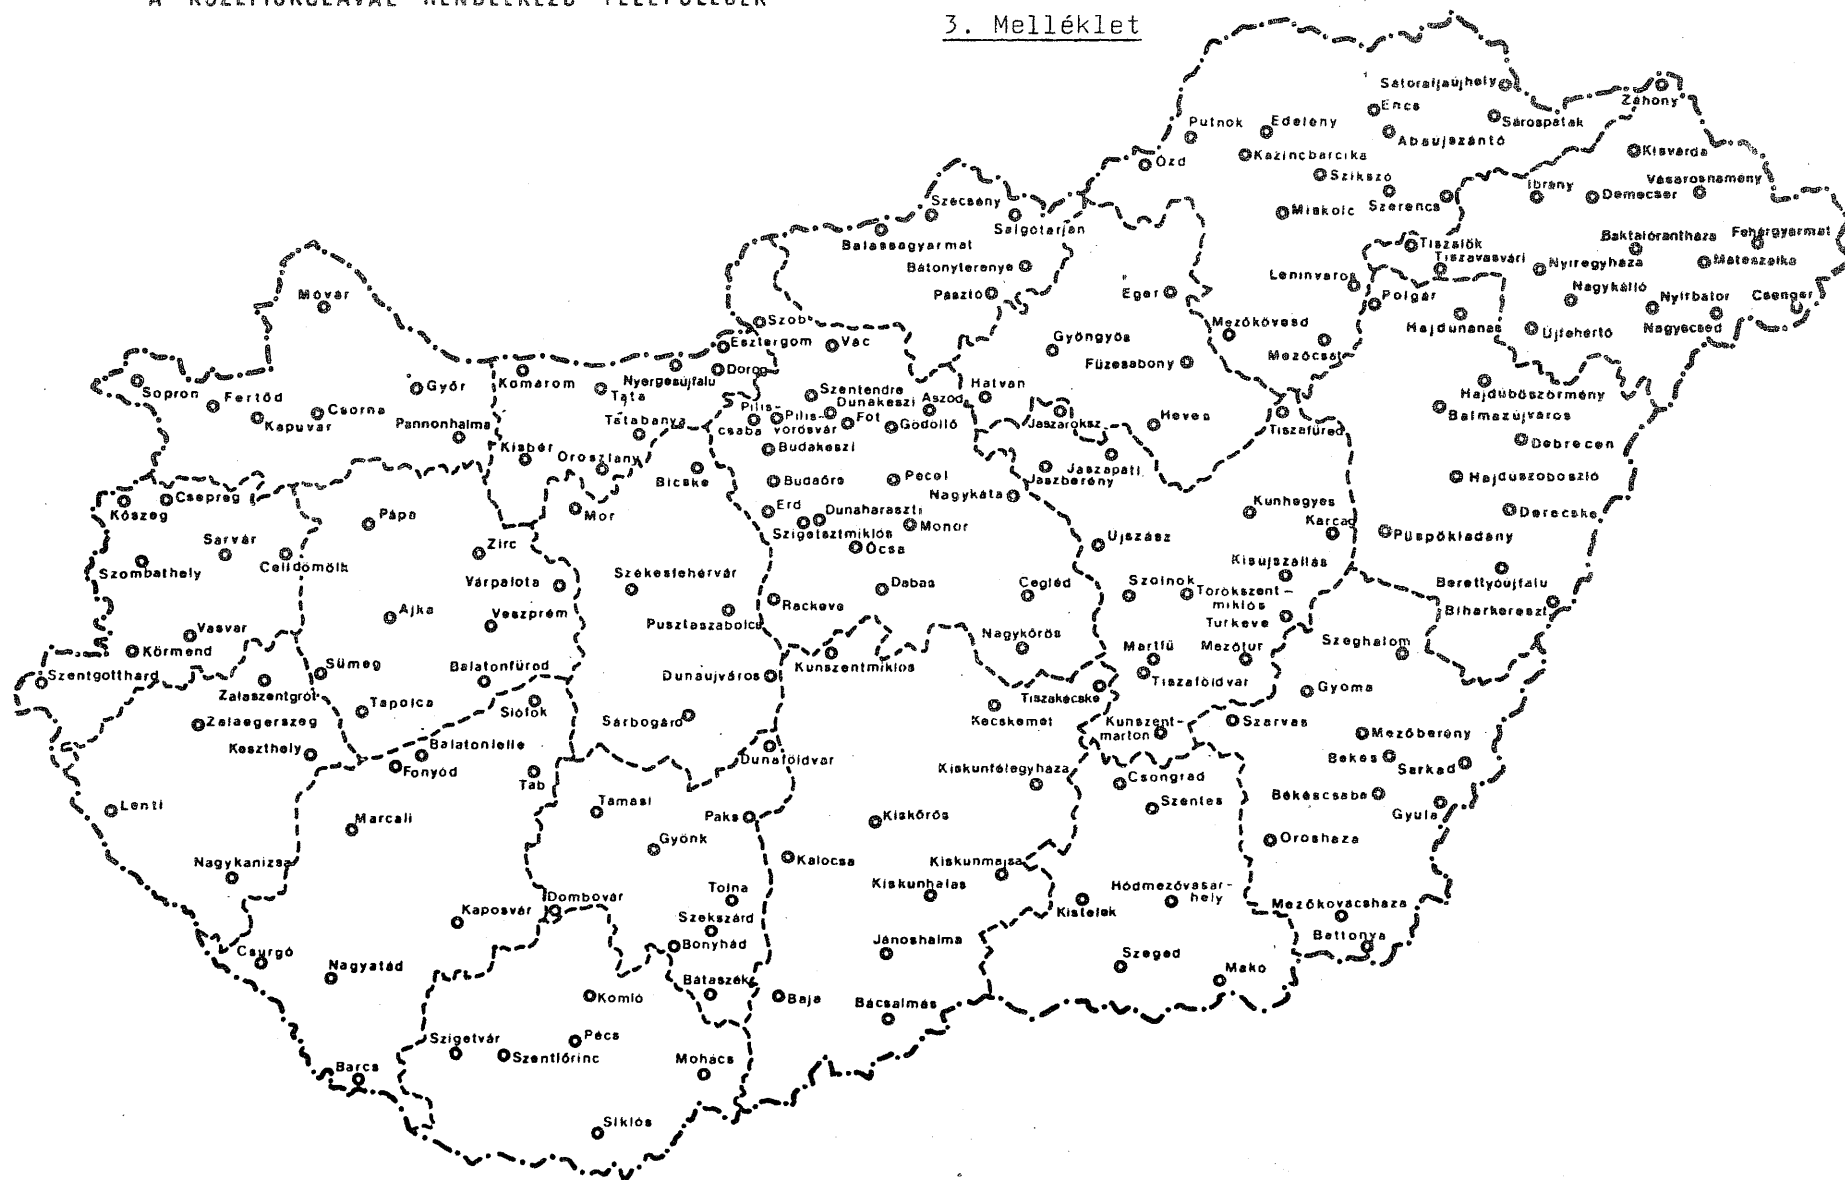 A KÖZÉPISKOLÁVAL RENDELKEZŐ TELEPÜLÉSEK
3. Melléklet
Sátoraljaújhely
Encs
Záhony
Sárospatak
Putnok
Edelény
Abaújszántó
Ózd
Kazincbarcika
Kisvárda
Szikszó
Ibrány
Vásárosnamény
Demecser
Szerencs
Miskolc
Szécsény
Salgótarján
Balassagyarmat
Tiszalök
Baktalórántháza
Fehérgyarmat
Tiszavasvári
Nyíregyháza
Mátészalka
Bátonyterenye
Leninváros
Pásztó
Eger
Polgár
Nagykálló
Nyírbátor
Csenger
Móvár
Szob
Mezőkövesd
Hajdúnánás
Újfehértó
Nagyecsed
Esztergom
Vác
Gyöngyös
Füzesabony
Mezőcsát
Sopron
Fertőd
Győr
Komárom
Nyergesújfalu
Dorog
Tata
Szentendre
Dunakeszi
Aszód
Hatvan
Hajdúböszörmény
Balmazújváros
Kapuvár
Csorna
Pannonhalma
Tatabánya
Pilis-
csaba
Pilis-
vörösvár
Fót
Gödöllő
Jászároksz.
Heves
Tiszafüred
Kisbér
Oroszlány
Budakeszi
Debrecen
Bicske
Budaörs
Pécel
Jászapáti
Jászberény
Nagykáta
Hajdúszoboszló
Csepreg
Kőszeg
Pápa
Mór
Érd
Dunaharaszti
Szigetsztmiklós
Monor
Ócsa
Kunhegyes
Karcag
Derecske
Püspökladány
Sárvár
Celldömölk
Zirc
Újszász
Kisújszállás
Szombathely
Várpalota
Székesfehérvár
Dabas
Cegléd
Szolnok
Törökszent-
miklós
Berettyóújfalu
Biharkereszt.
Ajka
Veszprém
Pusztaszabolcs
Ráckeve
Túrkeve
Vasvár
Körmend
Nagykőrös
Martfű
Mezőtúr
Szeghalom
Kunszentmiklós
Szentgotthárd
Sümeg
Balatonfüred
Dunaújváros
Tiszakécske
Tiszaföldvár
Gyoma
Zalaszentgrót
Tapolca
Siófok
Sárbogárd
Kecskemét
Kunszent-
márton
Szarvas
Zalaegerszeg
Mezőberény
Keszthely
Balatonlelle
Fonyód
Dunaföldvár
Kiskunfélegyháza
Csongrád
Békés
Sarkad
Tab
Lenti
Marcali
Tamási
Paks
Kiskőrös
Szentes
Békéscsaba
Gyula
Gyönk
Orosháza
Nagykanizsa
Kalocsa
Kiskunmajsa
Kiskunhalas
Hódmezővásár-
hely
Kistelek
Mezőkovácsháza
Battonya
Kaposvár
Dombóvár
Tolna
Szekszárd
Bonyhád
Jánoshalma
Szeged
Makó
Csurgó
Nagyatád
Komló
Bátaszék
Baja
Bácsalmás
Szigetvár
Szentlőrinc
Pécs
Mohács
Barcs
Siklós